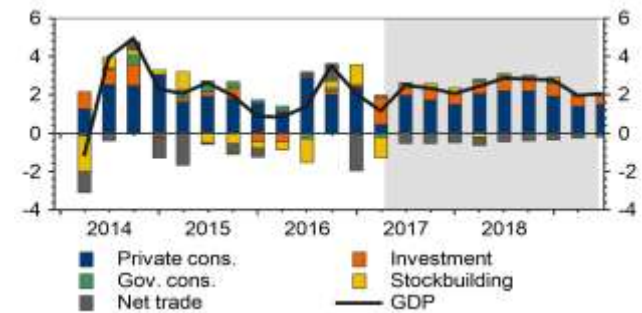 6 6
4 4
2 2
0 0
-2 -2
-4 -4
2014 2015 2016 2017 2018
Private cons. Investment
Gov. cons. Stockbuilding
Net trade GDP